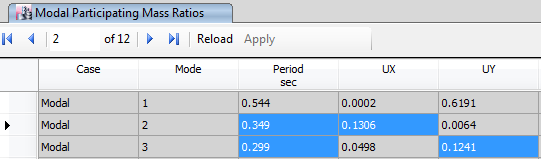 Modal Participating Mass Ratios
2 of 12 Reload Apply
Case Mode Period UX UY
sec
Modal 1 0.544 0.0002 0.6191
Modal 2 0.349 0.1306 0.0064
Modal 3 0.299 0.0498 0.1241